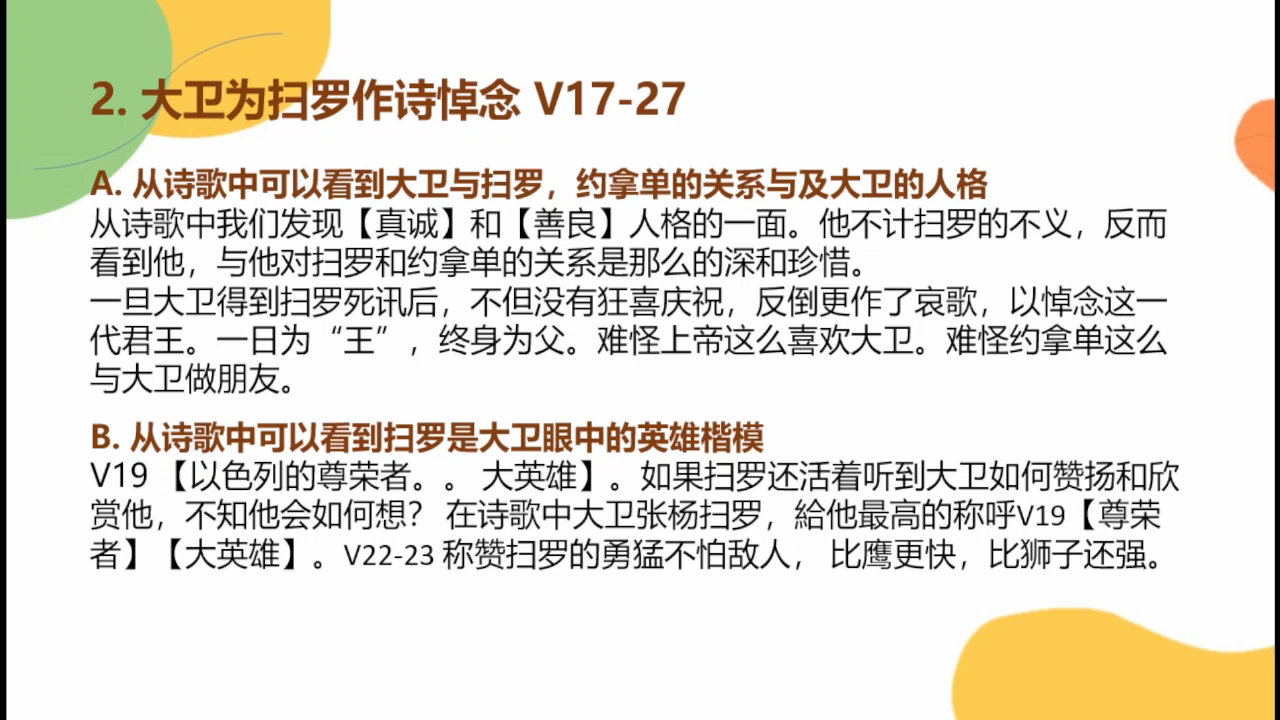 2. 大卫为扫罗作诗悼念 V17-27
A. 从诗歌中可以看到大卫与扫罗，约拿单的关系与及大卫的人格
从诗歌中我们发现【真诚】和【善良】人格的一面。他不计扫罗的不义，反而
看到他，与他对扫罗和约拿单的关系是那么的深和珍惜。
一旦大卫得到扫罗死讯后，不但没有狂喜庆祝，反倒更作了哀歌，以悼念这一
代君王。一日为“王”，终身为父。难怪上帝这么喜欢大卫。难怪约拿单这么
与大卫做朋友。
B. 从诗歌中可以看到扫罗是大卫眼中的英雄楷模
V19 【以色列的尊荣者。。 大英雄】。如果扫罗还活着听到大卫如何赞扬和欣
赏他，不知他会如何想？ 在诗歌中大卫张杨扫罗，給他最高的称呼V19【尊荣
者】【大英雄】。V22-23 称赞扫罗的勇猛不怕敌人， 比鹰更快，比狮子还强。